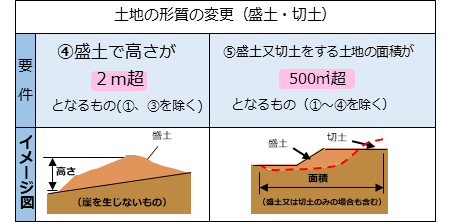 土地の形質の変更（盛土・切土）
要件
④盛土で高さが
２ｍ超
となるもの(①、③を除く)
⑤盛土又切土をする土地の面積が
500㎡超
となるもの（①～④を除く）
イメージ図
盛土
高さ
（崖を生じないもの）
盛土
切土
面積
（盛土又は切土のみの場合も含む）